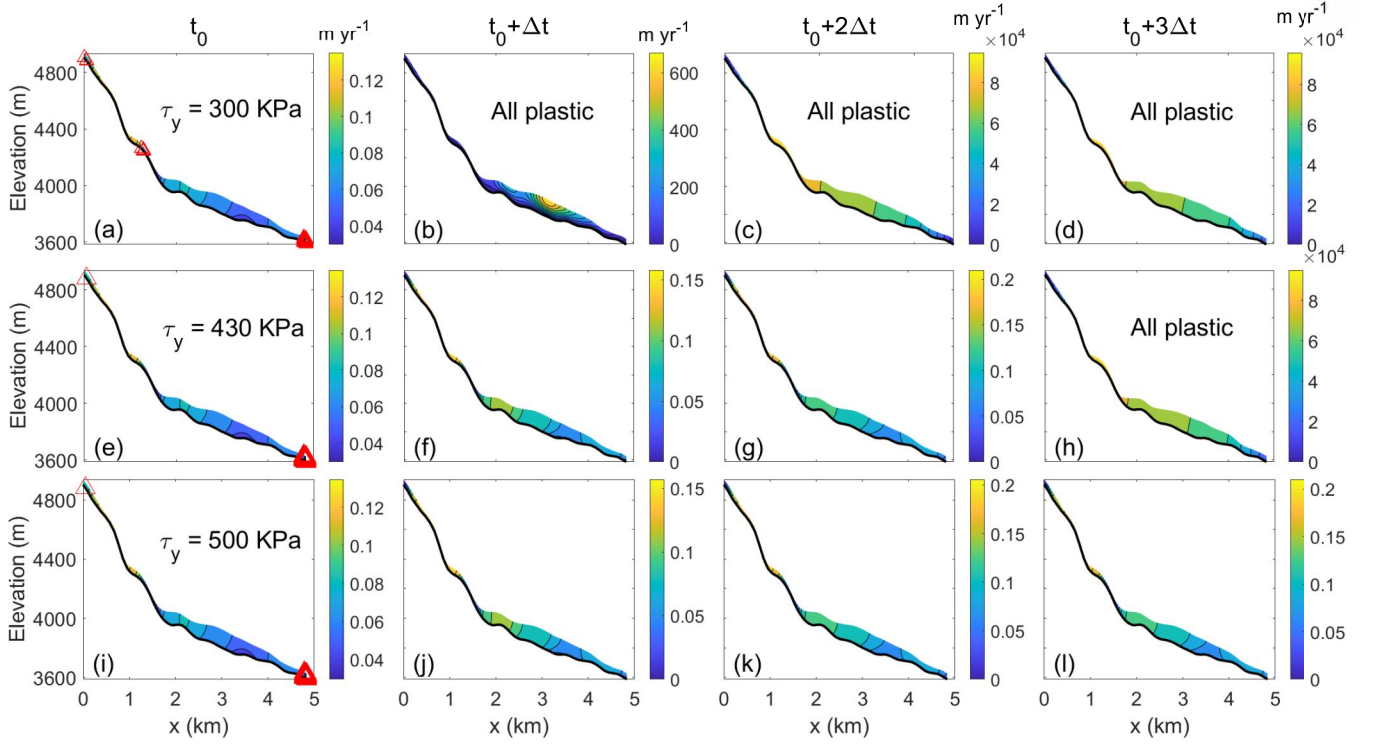 t0 t0+Δt t0+2Δt t0+3Δt
m yr-1 m yr-1 m yr-1 m yr-1
×10⁴ ×10⁴
Elevation (m)
4800
4400
4000
3600
τy = 300 KPa
(a)
0.12
0.1
0.08
0.06
0.04
All plastic
(b)
600
400
200
0
All plastic
(c)
8
6
4
2
0
All plastic
(d)
8
6
4
2
0
Elevation (m)
4800
4400
4000
3600
τy = 430 KPa
(e)
0.12
0.1
0.08
0.06
0.04
(f)
0.15
0.1
0.05
0
(g)
0.2
0.15
0.1
0.05
0
×10⁴
All plastic
(h)
8
6
4
2
0
Elevation (m)
4800
4400
4000
3600
τy = 500 KPa
(i)
0 1 2 3 4 5
x (km)
0.12
0.1
0.08
0.06
0.04
(j)
0 1 2 3 4 5
x (km)
0.15
0.1
0.05
0
(k)
0 1 2 3 4 5
x (km)
0.2
0.15
0.1
0.05
0
(l)
0 1 2 3 4 5
x (km)
0.2
0.15
0.1
0.05
0